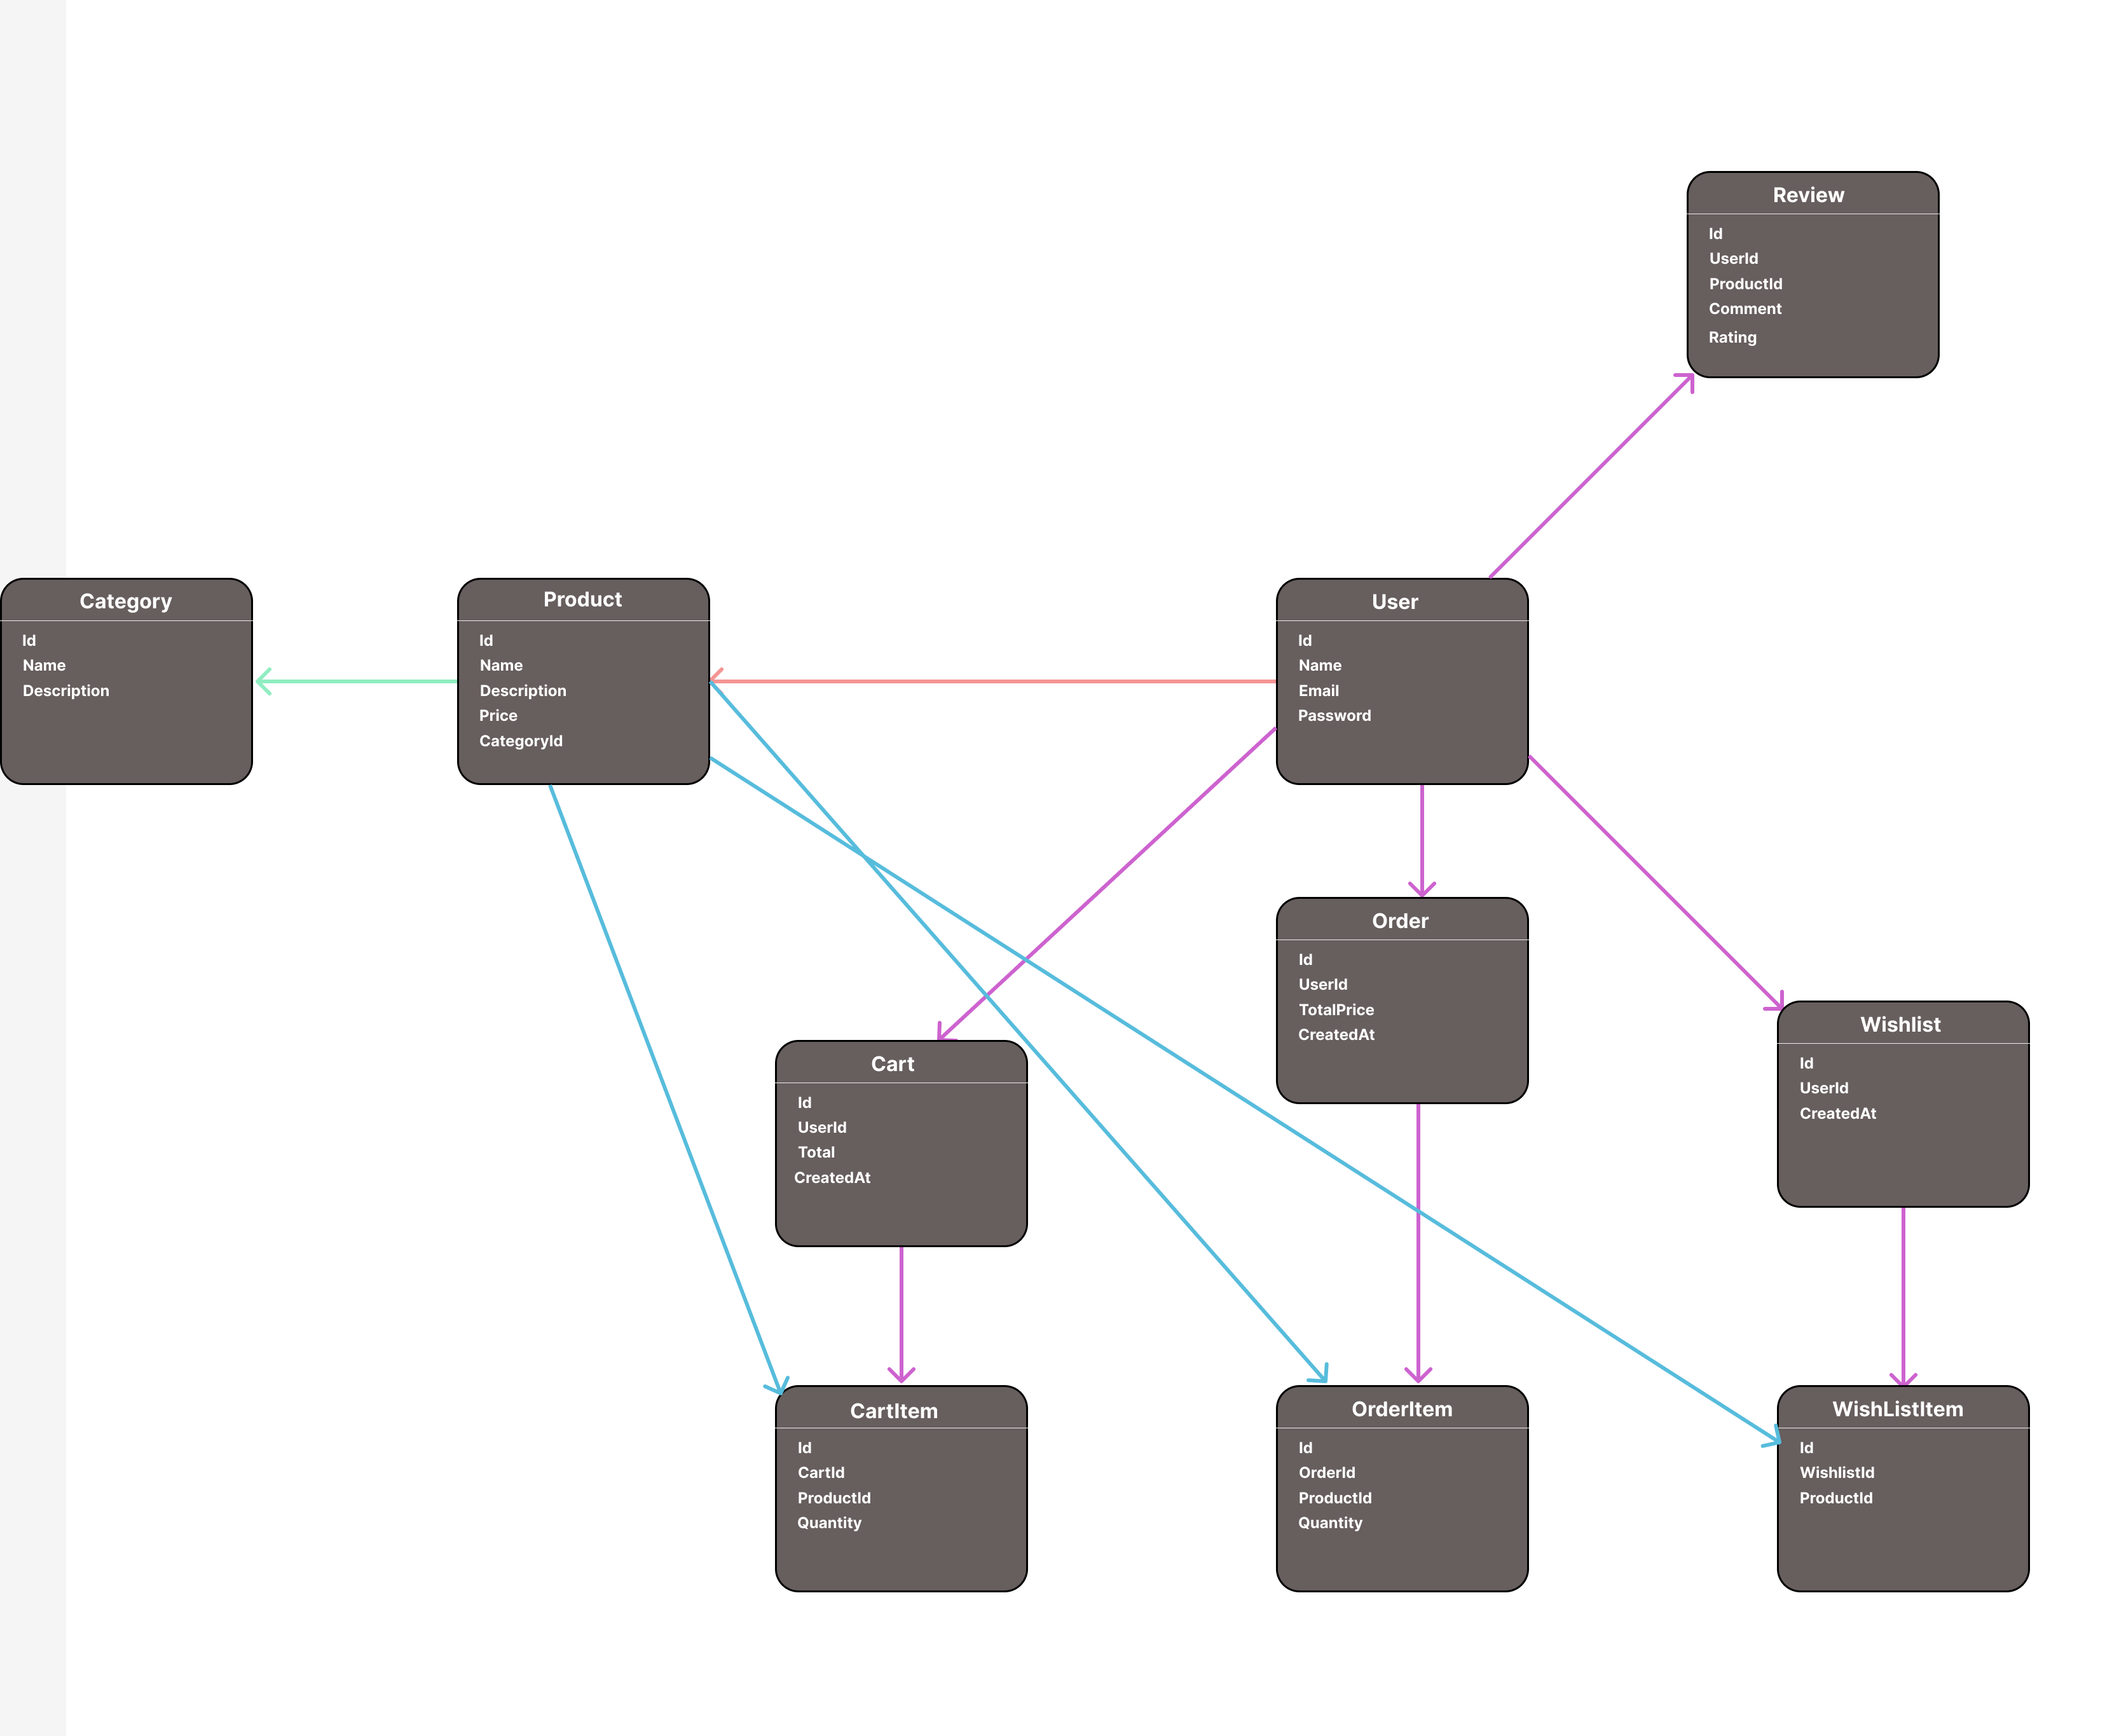 Review
Id
UserId
ProductId
Comment
Rating
Category
Id
Name
Description
Product
Id
Name
Description
Price
CategoryId
User
Id
Name
Email
Password
Order
Id
UserId
TotalPrice
CreatedAt
Wishlist
Id
UserId
CreatedAt
Cart
Id
UserId
Total
CreatedAt
CartItem
Id
CartId
ProductId
Quantity
OrderItem
Id
OrderId
ProductId
Quantity
WishListItem
Id
WishlistId
ProductId